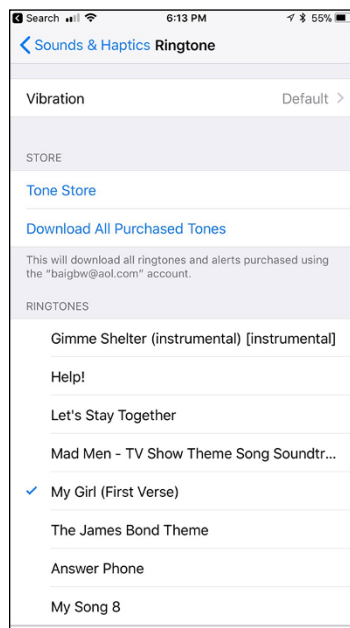 Search 6:13 PM 55%
Sounds & Haptics Ringtone
Vibration Default
STORE
Tone Store
Download All Purchased Tones
This will download all ringtones and alerts purchased using
the "baigbw@aol.com" account.
RINGTONES
Gimme Shelter (instrumental) [instrumental]
Help!
Let's Stay Together
Mad Men - TV Show Theme Song Soundtr...
My Girl (First Verse)
The James Bond Theme
Answer Phone
My Song 8